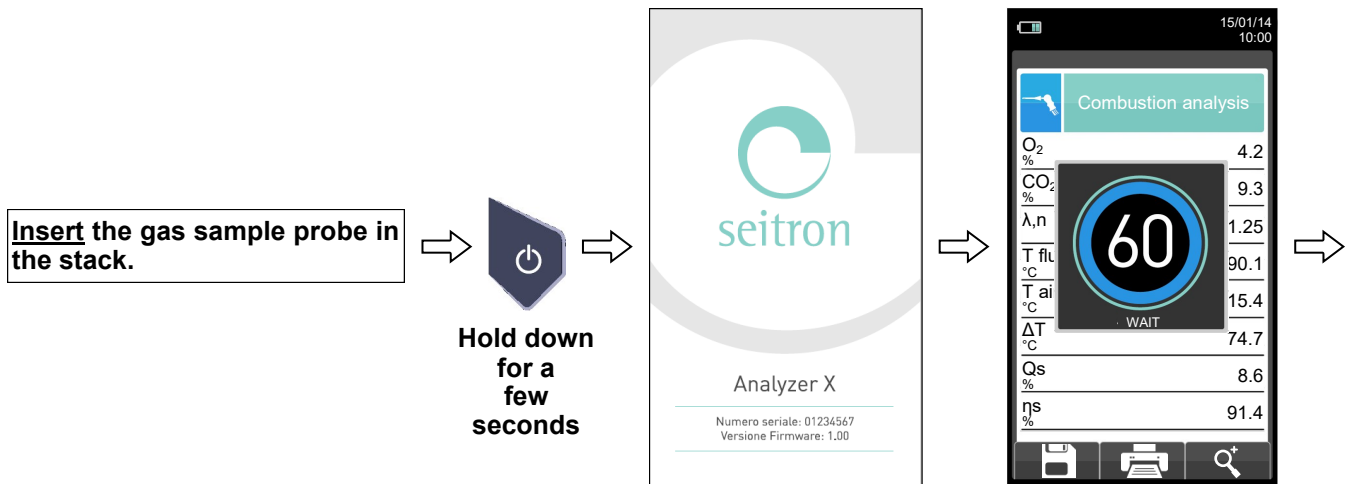 Insert the gas sample probe in
the stack.
Hold down
for a
few
seconds
seitron
Analyzer X
Numero seriale: 01234567
Versione Firmware: 1.00
15/01/14
10:00
Combustion analysis
O₂ 4.2
%
CO₂ 9.3
%
λ,n 1.25
T flu 90.1
°C
T ai 15.4
°C
ΔT 74.7
°C
Qs 8.6
%
ηs 91.4
%
60
WAIT